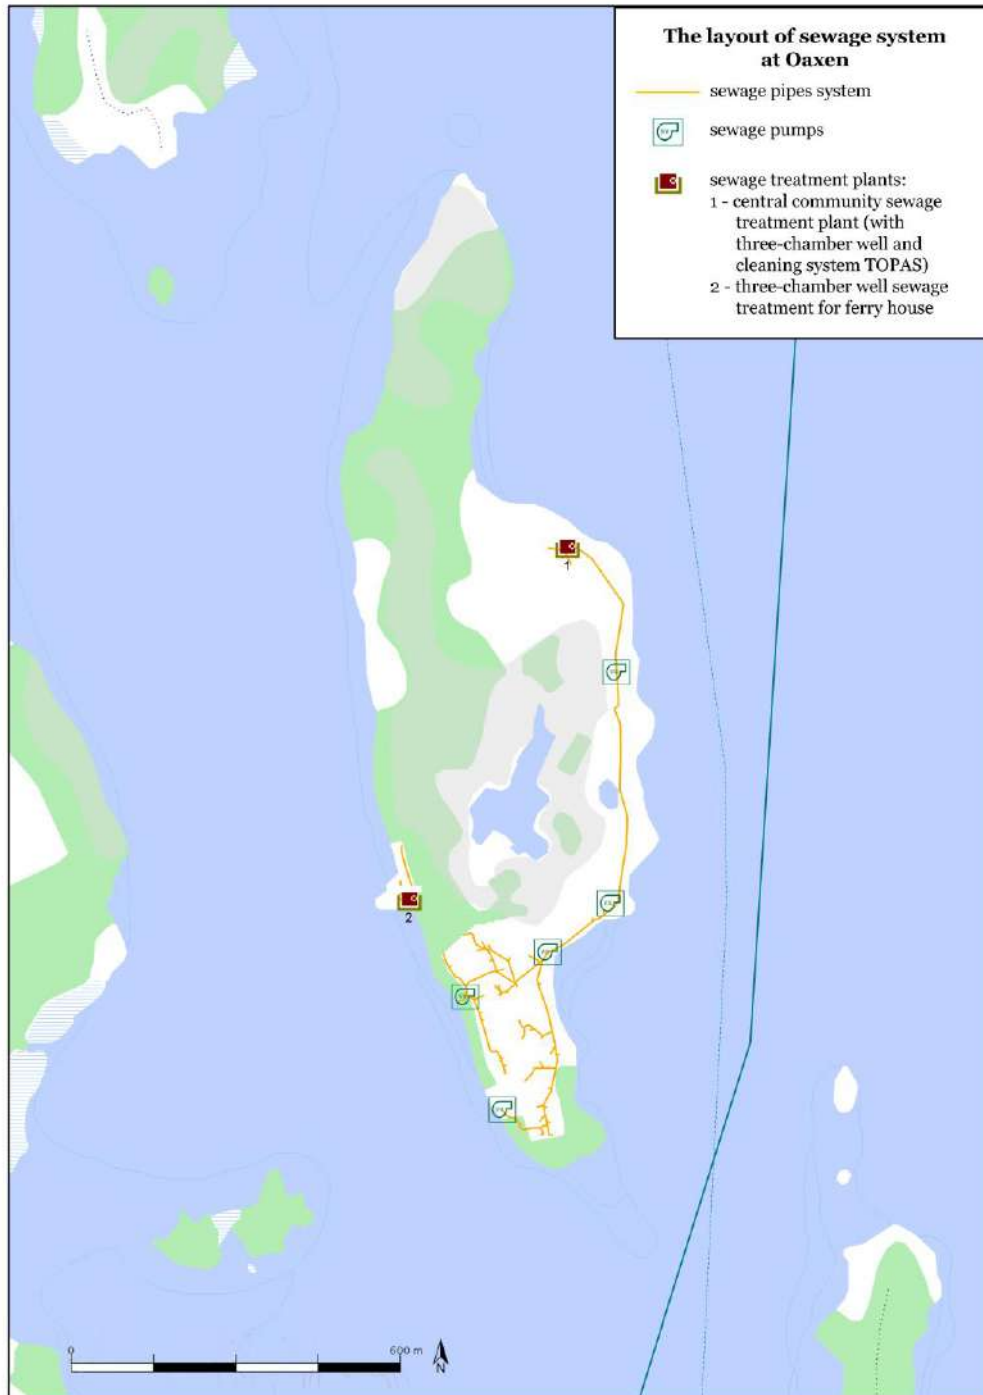 The layout of sewage system
at Oaxen
sewage pipes system
sewage pumps
sewage treatment plants:
1 - central community sewage
treatment plant (with
three-chamber well and
cleaning system TOPAS)
2 - three-chamber well sewage
treatment for ferry house
1
2
0
600 m
N